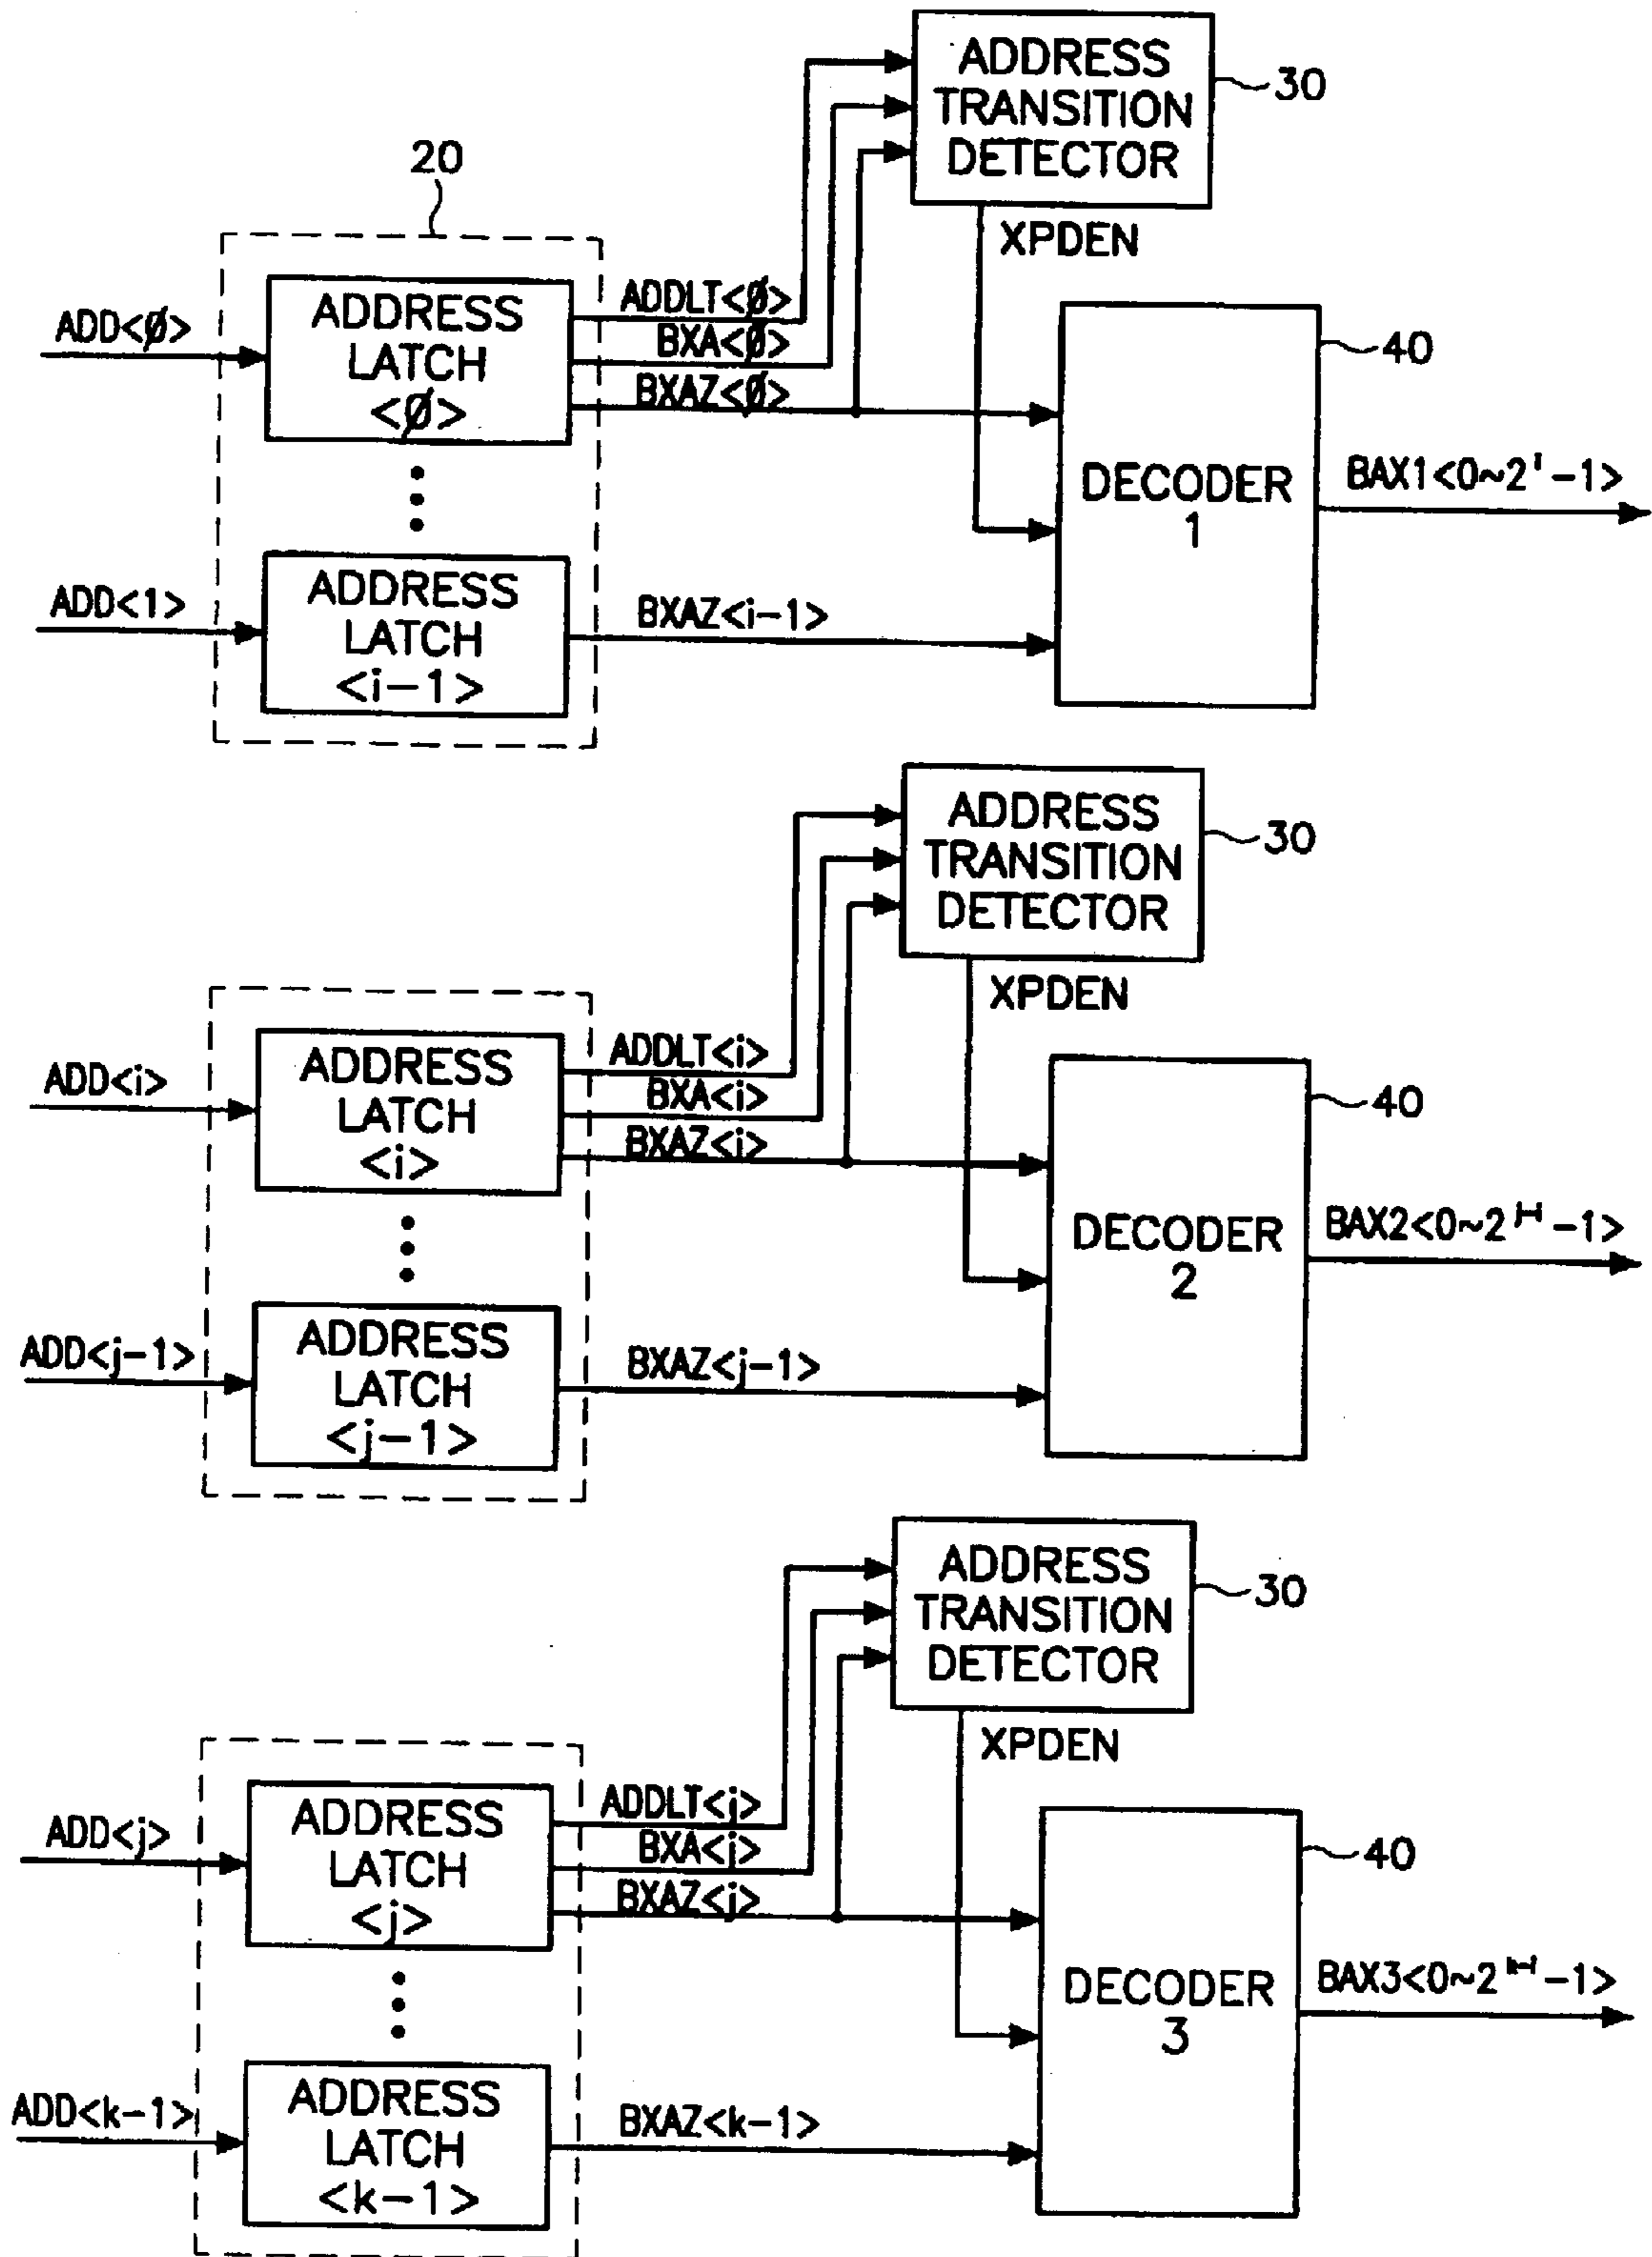 ADDRESS
TRANSITION
DETECTOR
30
XPDEN
20
ADD<Ø>
ADDRESS
LATCH
<Ø>
ADDLT<Ø>
BXA<Ø>
BXAZ<Ø>
40
DECODER
1
BAX1<0~2^i-1>
ADD<1>
ADDRESS
LATCH
<i-1>
BXAZ<i-1>
ADDRESS
TRANSITION
DETECTOR
30
XPDEN
ADD<i>
ADDRESS
LATCH
<i>
ADDLT<i>
BXA<i>
BXAZ<i>
40
DECODER
2
BAX2<0~2^j-i-1>
ADD<j-1>
ADDRESS
LATCH
<j-1>
BXAZ<j-1>
ADDRESS
TRANSITION
DETECTOR
30
XPDEN
ADD<j>
ADDRESS
LATCH
<j>
ADDLT<j>
BXA<j>
BXAZ<j>
40
DECODER
3
BAX3<0~2^k-j-1>
ADD<k-1>
ADDRESS
LATCH
<k-1>
BXAZ<k-1>